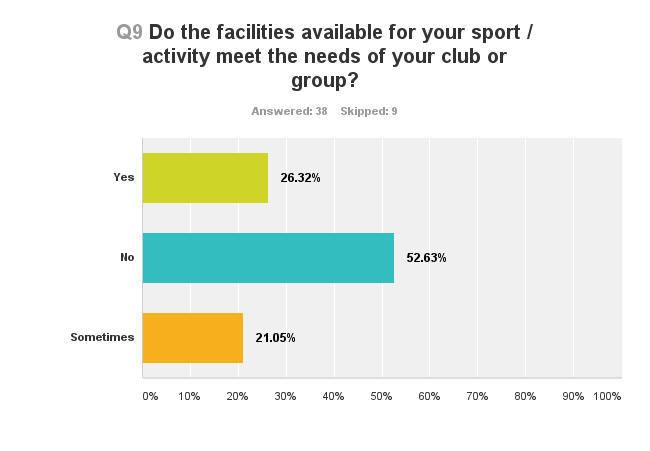 Q9 Do the facilities available for your sport /
activity meet the needs of your club or
group?
Answered: 38 Skipped: 9
Yes 26.32%
No 52.63%
Sometimes 21.05%
0% 10% 20% 30% 40% 50% 60% 70% 80% 90% 100%